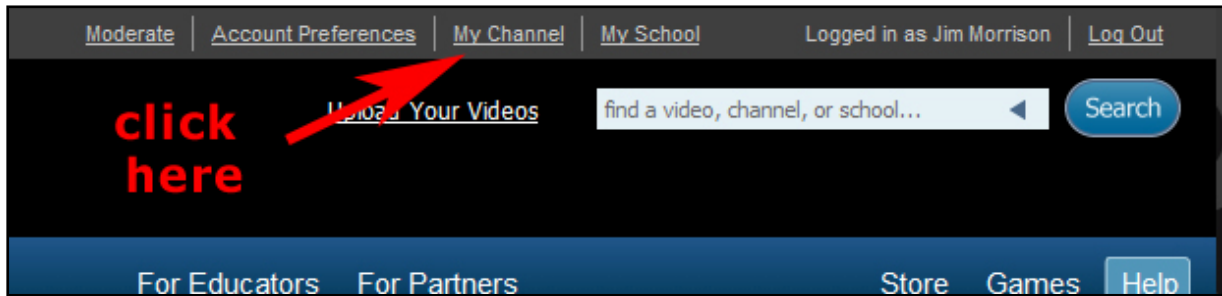 Moderate Account Preferences My Channel My School Logged in as Jim Morrison Log Out
click here
Upload Your Videos find a video, channel, or school... Search
For Educators For Partners Store Games Help